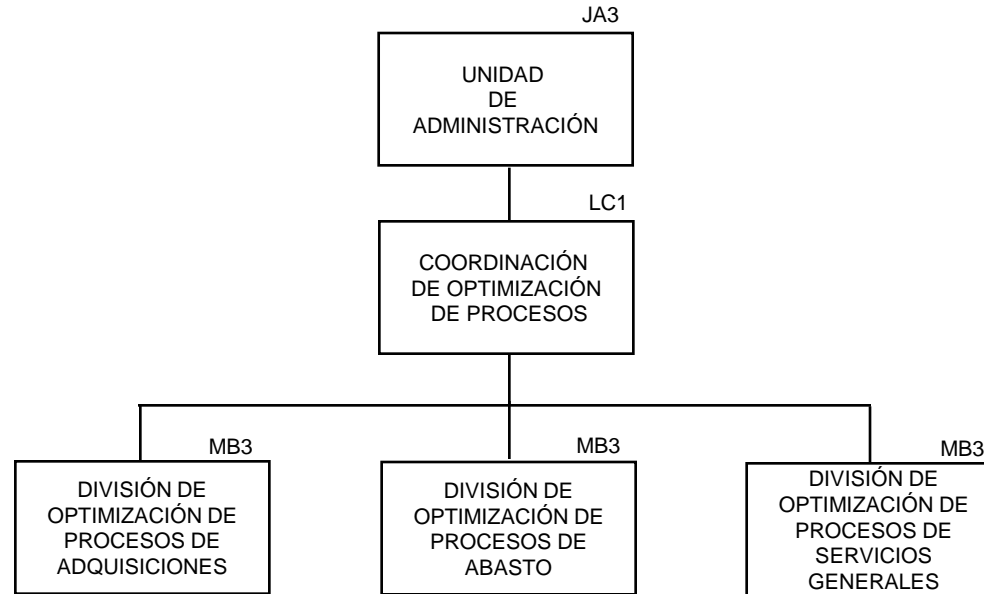 JA3
UNIDAD
DE
ADMINISTRACIÓN
LC1
COORDINACIÓN
DE OPTIMIZACIÓN
DE PROCESOS
MB3
DIVISIÓN DE
OPTIMIZACIÓN DE
PROCESOS DE
ADQUISICIONES
MB3
DIVISIÓN DE
OPTIMIZACIÓN DE
PROCESOS DE
ABASTO
MB3
DIVISIÓN DE
OPTIMIZACIÓN DE
PROCESOS DE
SERVICIOS
GENERALES